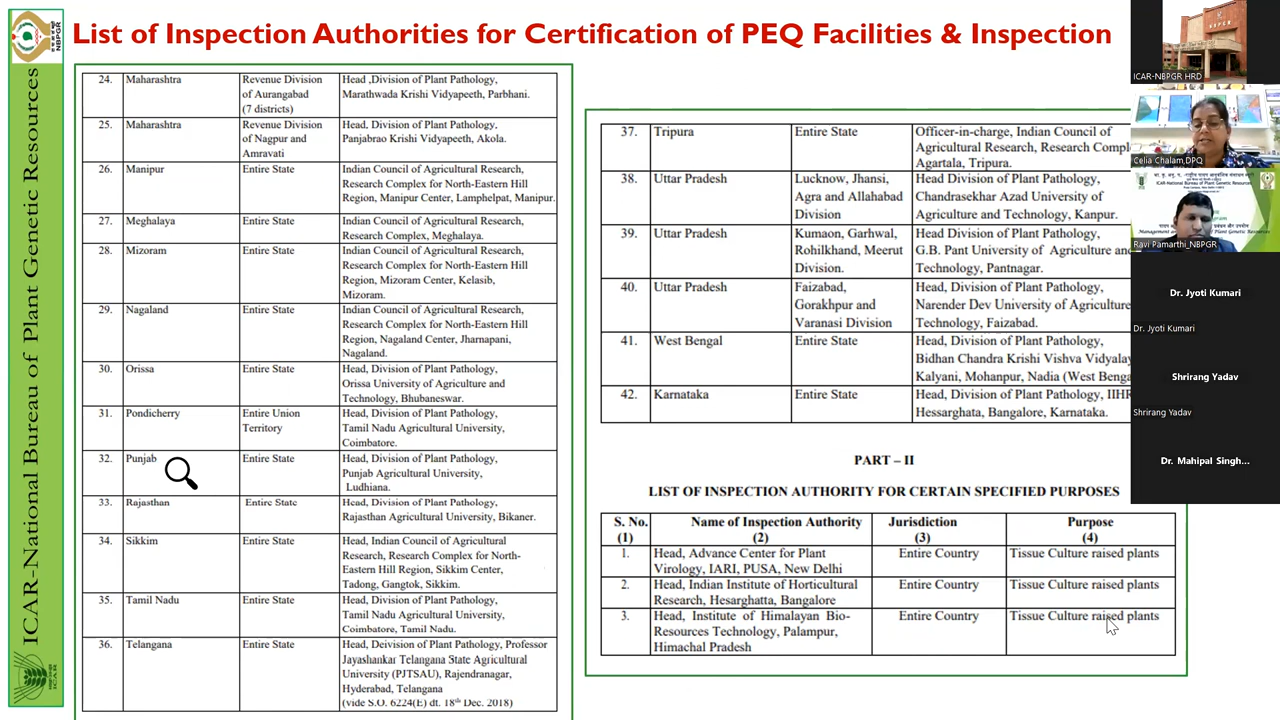 List of Inspection Authorities for Certification of PEQ Facilities & Inspection
ICAR-National Bureau of Plant Genetic Resources
NBPGR
ICAR
24. Maharashtra Revenue Division Head ,Division of Plant Pathology,
of Aurangabad Marathwada Krishi Vidyapeeth, Parbhani.
(7 districts)
25. Maharashtra Revenue Division Head, Division of Plant Pathology,
of Nagpur and Panjabrao Krishi Vidyapeeth, Akola.
Amravati
26. Manipur Entire State Indian Council of Agricultural Research,
Research Complex for North-Eastern Hill
Region, Manipur Center, Lamphelpat, Manipur.
27. Meghalaya Entire State Indian Council of Agricultural Research,
Research Complex, Meghalaya.
28. Mizoram Entire State Indian Council of Agricultural Research,
Research Complex for North-Eastern Hill
Region, Mizoram Center, Kelasib,
Mizoram.
29. Nagaland Entire State Indian Council of Agricultural Research,
Research Complex for North-Eastern Hill
Region, Nagaland Center, Jharnapani,
Nagaland.
30. Orissa Entire State Head, Division of Plant Pathology,
Orissa University of Agriculture and
Technology, Bhubaneswar.
31. Pondicherry Entire Union Head, Division of Plant Pathology,
Territory Tamil Nadu Agricultural University,
Coimbatore.
32. Punjab Entire State Head, Division of Plant Pathology,
Punjab Agricultural University,
Ludhiana.
33. Rajasthan Entire State Head, Division of Plant Pathology,
Rajasthan Agricultural University, Bikaner.
34. Sikkim Entire State Head, Indian Council of Agricultural
Research, Research Complex for North-
Eastern Hill Region, Sikkim Center,
Tadong, Gangtok, Sikkim.
35. Tamil Nadu Entire State Head, Division of Plant Pathology,
Tamil Nadu Agricultural University,
Coimbatore, Tamil Nadu.
36. Telangana Entire State Head, Deivision of Plant Pathology, Professor
Jayashankar Telangana State Agricultural
University (PJTSAU), Rajendranagar,
Hyderabad, Telangana
(vide S.O. 6224(E) dt. 18th Dec. 2018)
37. Tripura Entire State Officer-in-charge, Indian Council of
Agricultural Research, Research Comple
Agartala, Tripura.
38. Uttar Pradesh Lucknow, Jhansi, Head Division of Plant Pathology,
Agra and Allahabad Chandrasekhar Azad University of
Division Agriculture and Technology, Kanpur.
39. Uttar Pradesh Kumaon, Garhwal, Head, Division of Plant Pathology,
Rohilkhand, Meerut G.B. Pant University of Agriculture and
Division. Technology, Pantnagar.
40. Uttar Pradesh Faizabad, Head, Division of Plant Pathology,
Gorakhpur and Narender Dev University of Agriculture
Varanasi Division Technology, Faizabad.
41. West Bengal Entire State Head, Division of Plant Pathology,
Bidhan Chandra Krishi Vishva Vidyalay
Kalyani, Mohanpur, Nadia (West Benga
42. Karnataka Entire State Head, Division of Plant Pathology, IIHR
Hessarghata, Bangalore, Karnataka.
PART – II
LIST OF INSPECTION AUTHORITY FOR CERTAIN SPECIFIED PURPOSES
S. No. Name of Inspection Authority Jurisdiction Purpose
(1) (2) (3) (4)
1. Head, Advance Center for Plant Entire Country Tissue Culture raised plants
Virology, IARI, PUSA, New Delhi
2. Head, Indian Institute of Horticultural Entire Country Tissue Culture raised plants
Research, Hesarghatta, Bangalore
3. Head, Institute of Himalayan Bio- Entire Country Tissue Culture raised plants
Resources Technology, Palampur,
Himachal Pradesh
ICAR-NBPGR HRD
Celia Chalam,DPQ
ICAR-National Bureau of Plant Genetic Resources
Ravi Pamarthi_NBPGR
Dr. Jyoti Kumari
Dr. Jyoti Kumari
Shrirang Yadav
Shrirang Yadav
Dr. Mahipal Singh...